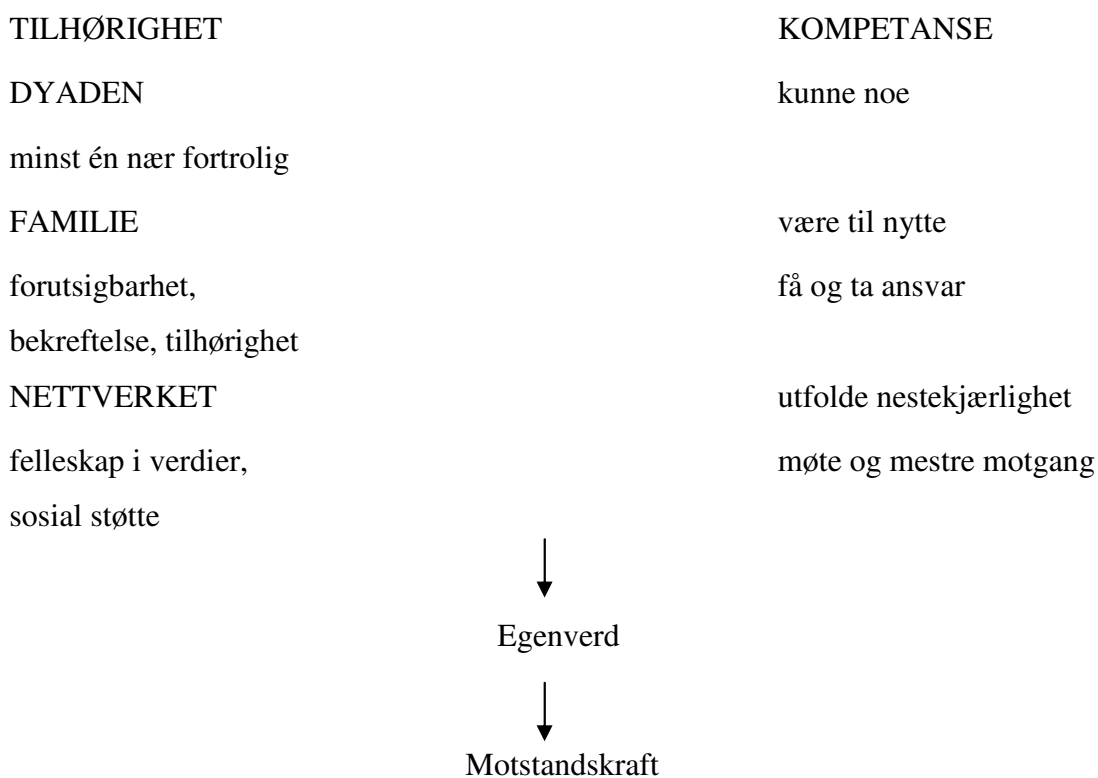 TILHØRIGHET KOMPETANSE
DYADEN kunne noe
minst én nær fortrolig
FAMILIE være til nytte
forutsigbarhet, få og ta ansvar
bekreftelse, tilhørighet
NETTVERKET utfolde nestekjærlighet
felleskap i verdier, møte og mestre motgang
sosial støtte
Egenverd
Motstandskraft